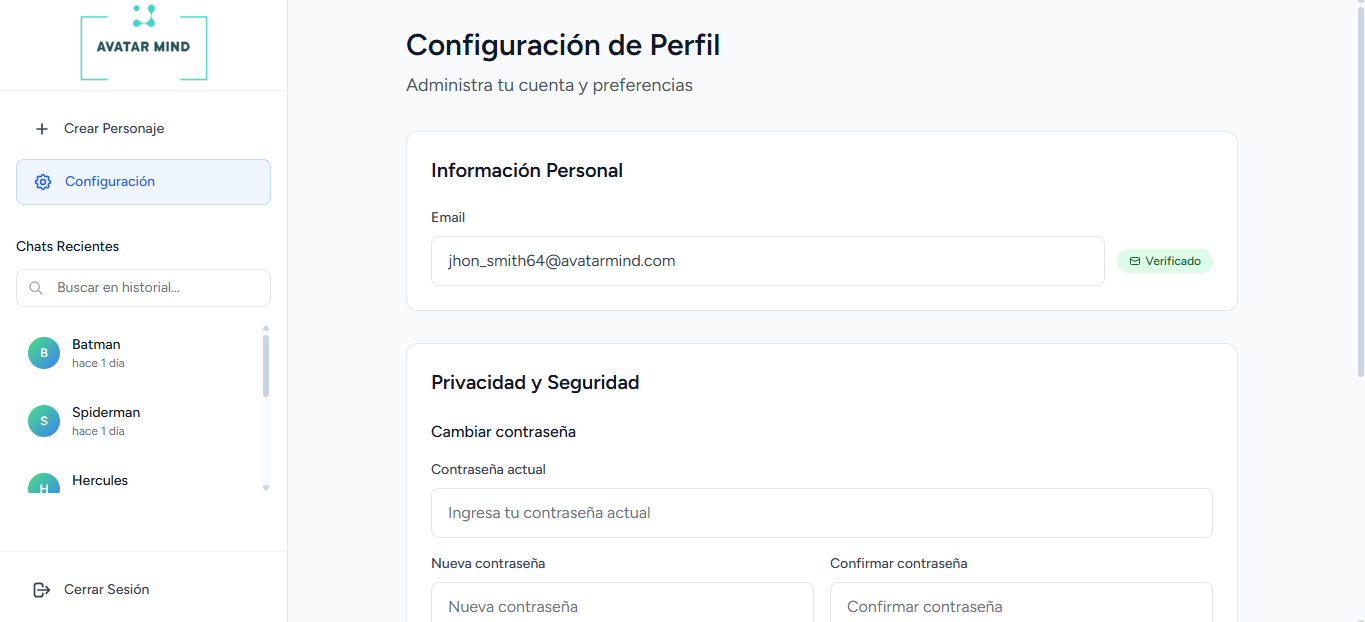 AVATAR MIND
Crear Personaje
Configuración
Chats Recientes
Buscar en historial...
B
Batman
hace 1 día
S
Spiderman
hace 1 día
H
Hercules
Cerrar Sesión
Configuración de Perfil
Administra tu cuenta y preferencias
Información Personal
Email
jhon_smith64@avatarmind.com
Verificado
Privacidad y Seguridad
Cambiar contraseña
Contraseña actual
Ingresa tu contraseña actual
Nueva contraseña
Confirmar contraseña
Nueva contraseña
Confirmar contraseña